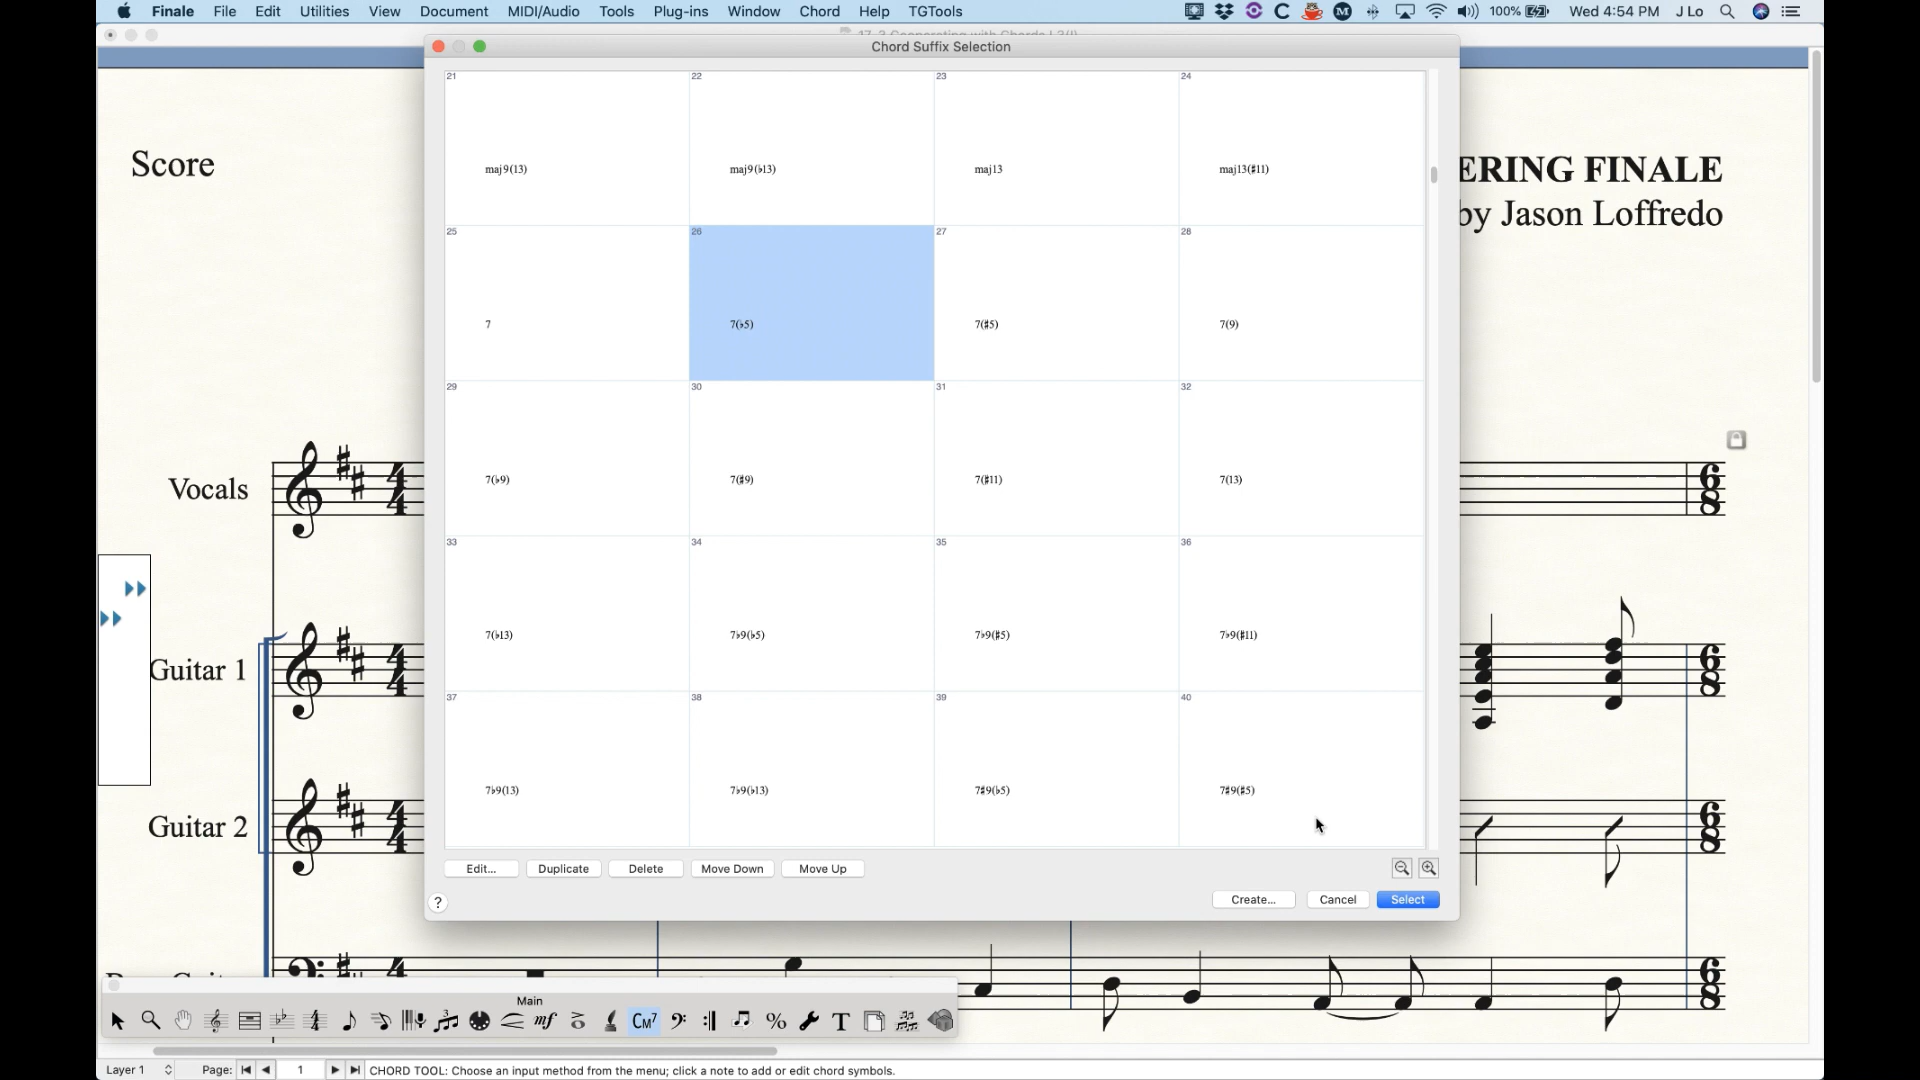 Finale File Edit Utilities View Document MIDI/Audio Tools Plug-ins Window Chord Help TGTools 100% Wed 4:54 PM J Lo
Chord Suffix Selection
21 22 23 24
maj9(13) maj9(♭13) maj13 maj13(♯11)
25 26 27 28
7 7(♭5) 7(♯5) 7(9)
29 30 31 32
7(♭9) 7(♯9) 7(♯11) 7(13)
33 34 35 36
7(♭13) 7♭9(♭5) 7♭9(♯5) 7♭9(♯11)
37 38 39 40
7♭9(13) 7♭9(♭13) 7♯9(♭5) 7♯9(♯5)
Edit... Duplicate Delete Move Down Move Up
? Create... Cancel Select
Score
ERING FINALE
by Jason Loffredo
Vocals
Guitar 1
Guitar 2
Main
CM7
Layer 1 Page: 1 CHORD TOOL: Choose an input method from the menu; click a note to add or edit chord symbols.